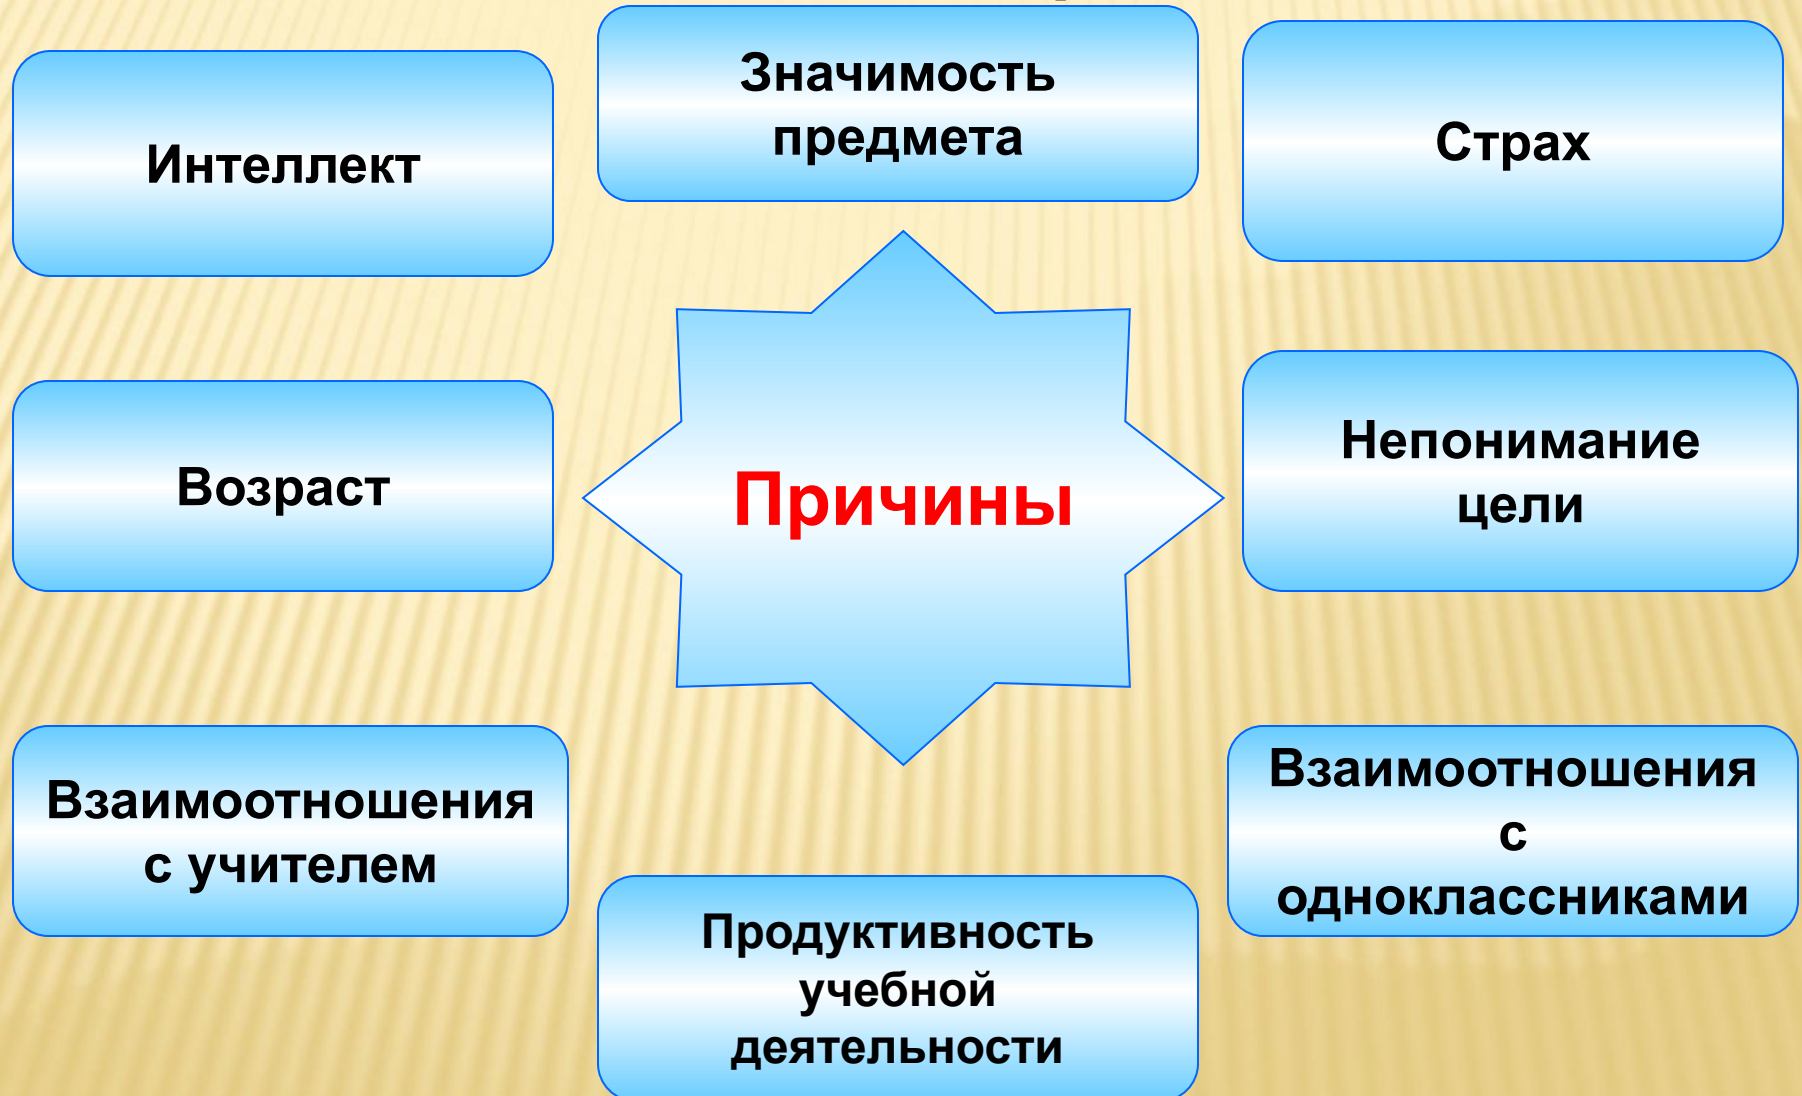 Значимость
предмета
Интеллект
Страх
Возраст
Причины
Непонимание
цели
Взаимоотношения
с учителем
Взаимоотношения
с
одноклассниками
Продуктивность
учебной
деятельности